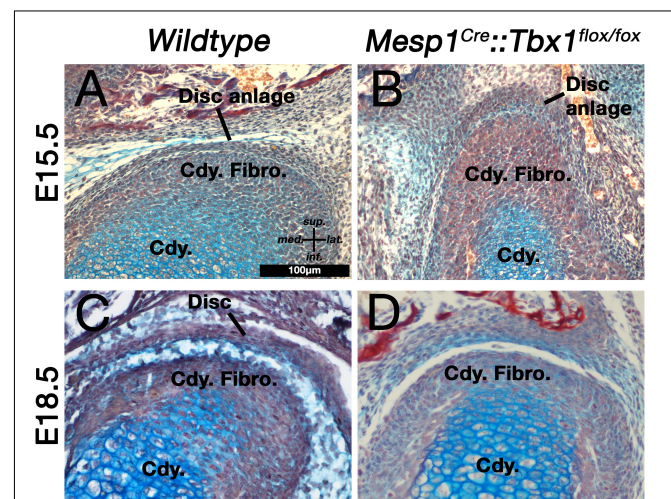 Wildtype
Mesp1Cre::Tbx1flox/fox
E15.5
A
Disc anlage
Cdy. Fibro.
Cdy.
sup.
med. lat.
inf.
100µm
B
Disc
anlage
Cdy. Fibro.
Cdy.
E18.5
C
Disc
Cdy. Fibro.
Cdy.
D
Cdy. Fibro.
Cdy.